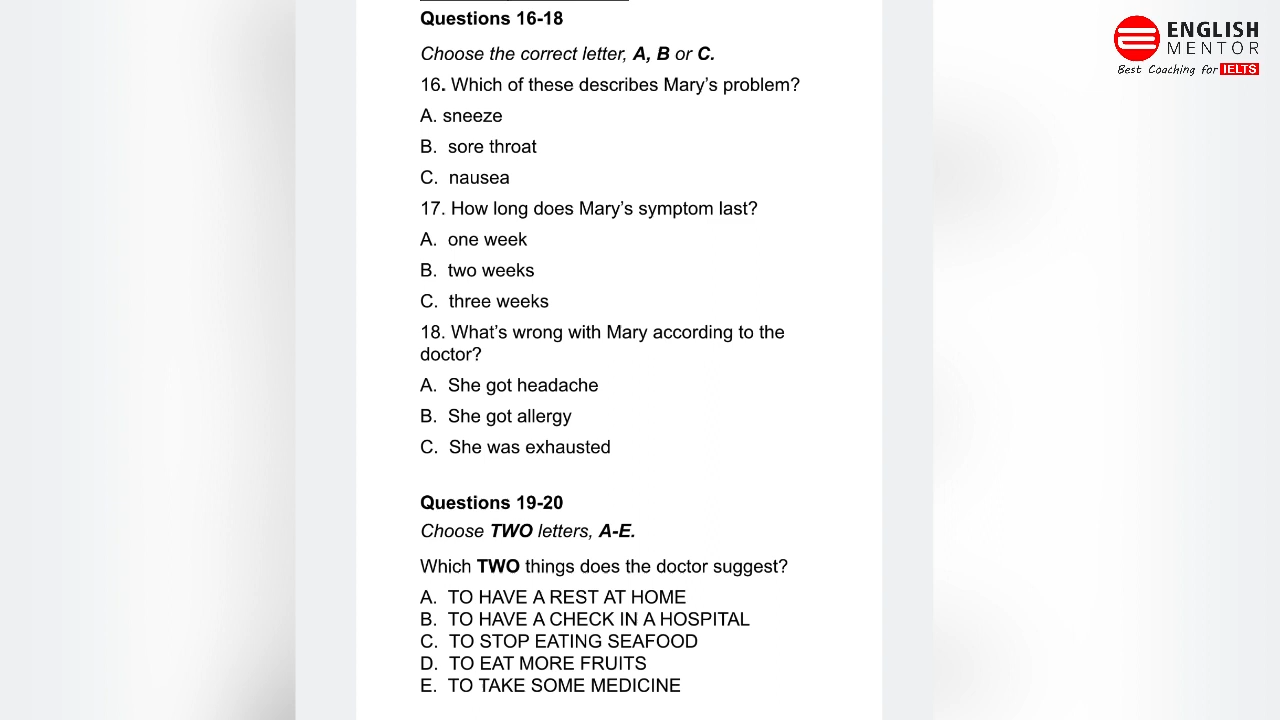 Questions 16-18
ENGLISH
MENTOR
Best Coaching for IELTS
Choose the correct letter, A, B or C.
16. Which of these describes Mary’s problem?
A. sneeze
B. sore throat
C. nausea
17. How long does Mary’s symptom last?
A. one week
B. two weeks
C. three weeks
18. What’s wrong with Mary according to the
doctor?
A. She got headache
B. She got allergy
C. She was exhausted
Questions 19-20
Choose TWO letters, A-E.
Which TWO things does the doctor suggest?
A. TO HAVE A REST AT HOME
B. TO HAVE A CHECK IN A HOSPITAL
C. TO STOP EATING SEAFOOD
D. TO EAT MORE FRUITS
E. TO TAKE SOME MEDICINE